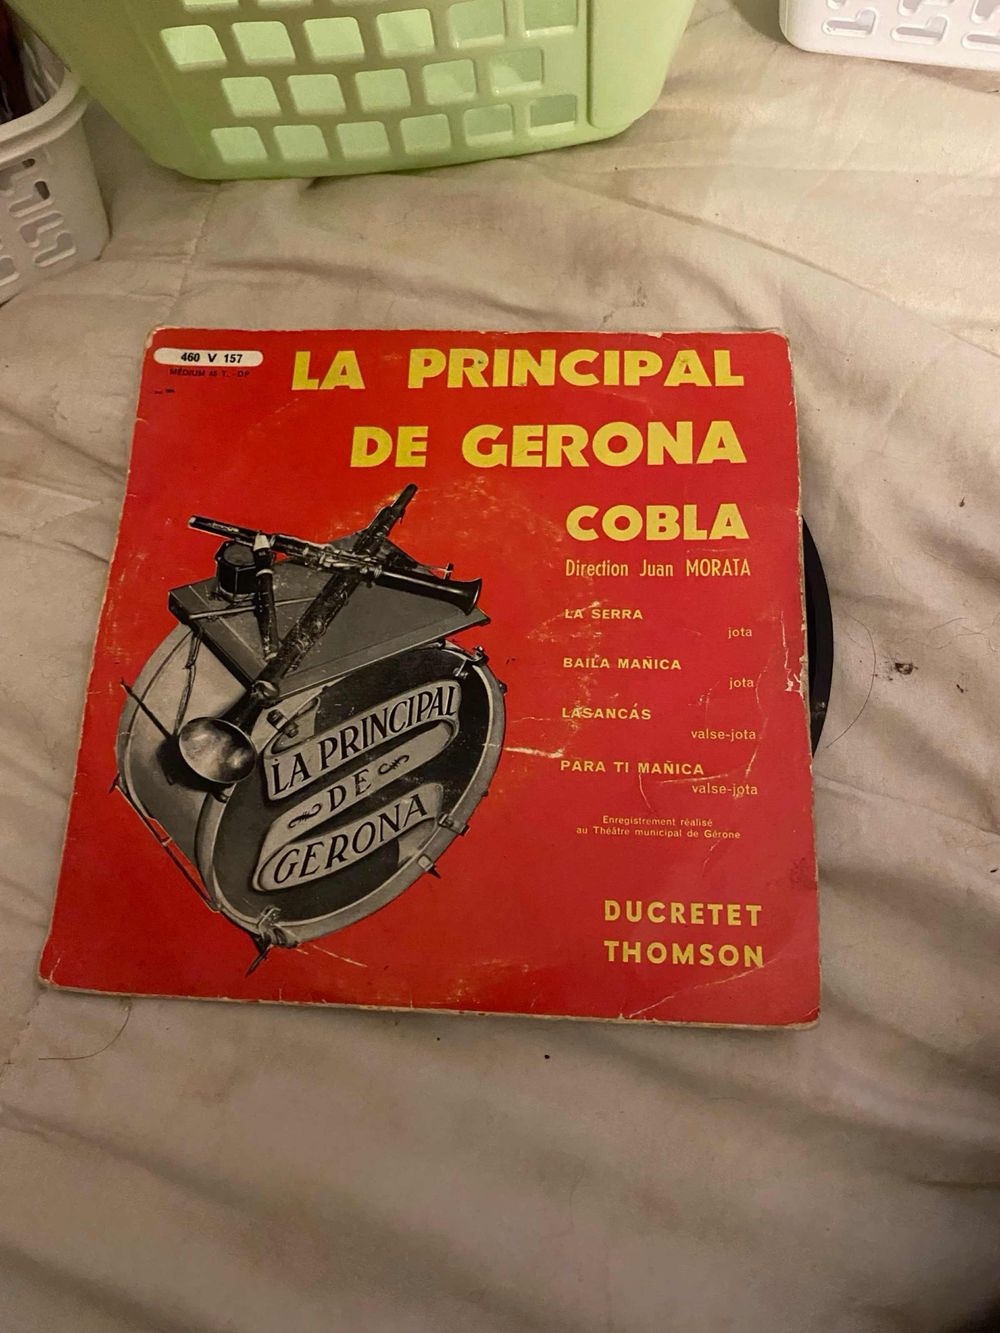 460 V 157
MÉDIUM 45 T. - DP
LA PRINCIPAL
DE GERONA
COBLA
Direction Juan MORATA
LA SERRA
jota
BAILA MAÑICA
jota
LASANCÁS
valse-jota
PARA TI MAÑICA
valse-jota
Enregistrement réalisé
au Théâtre municipal de Gérone
DUCRETET
THOMSON
LA PRINCIPAL
DE
GERONA